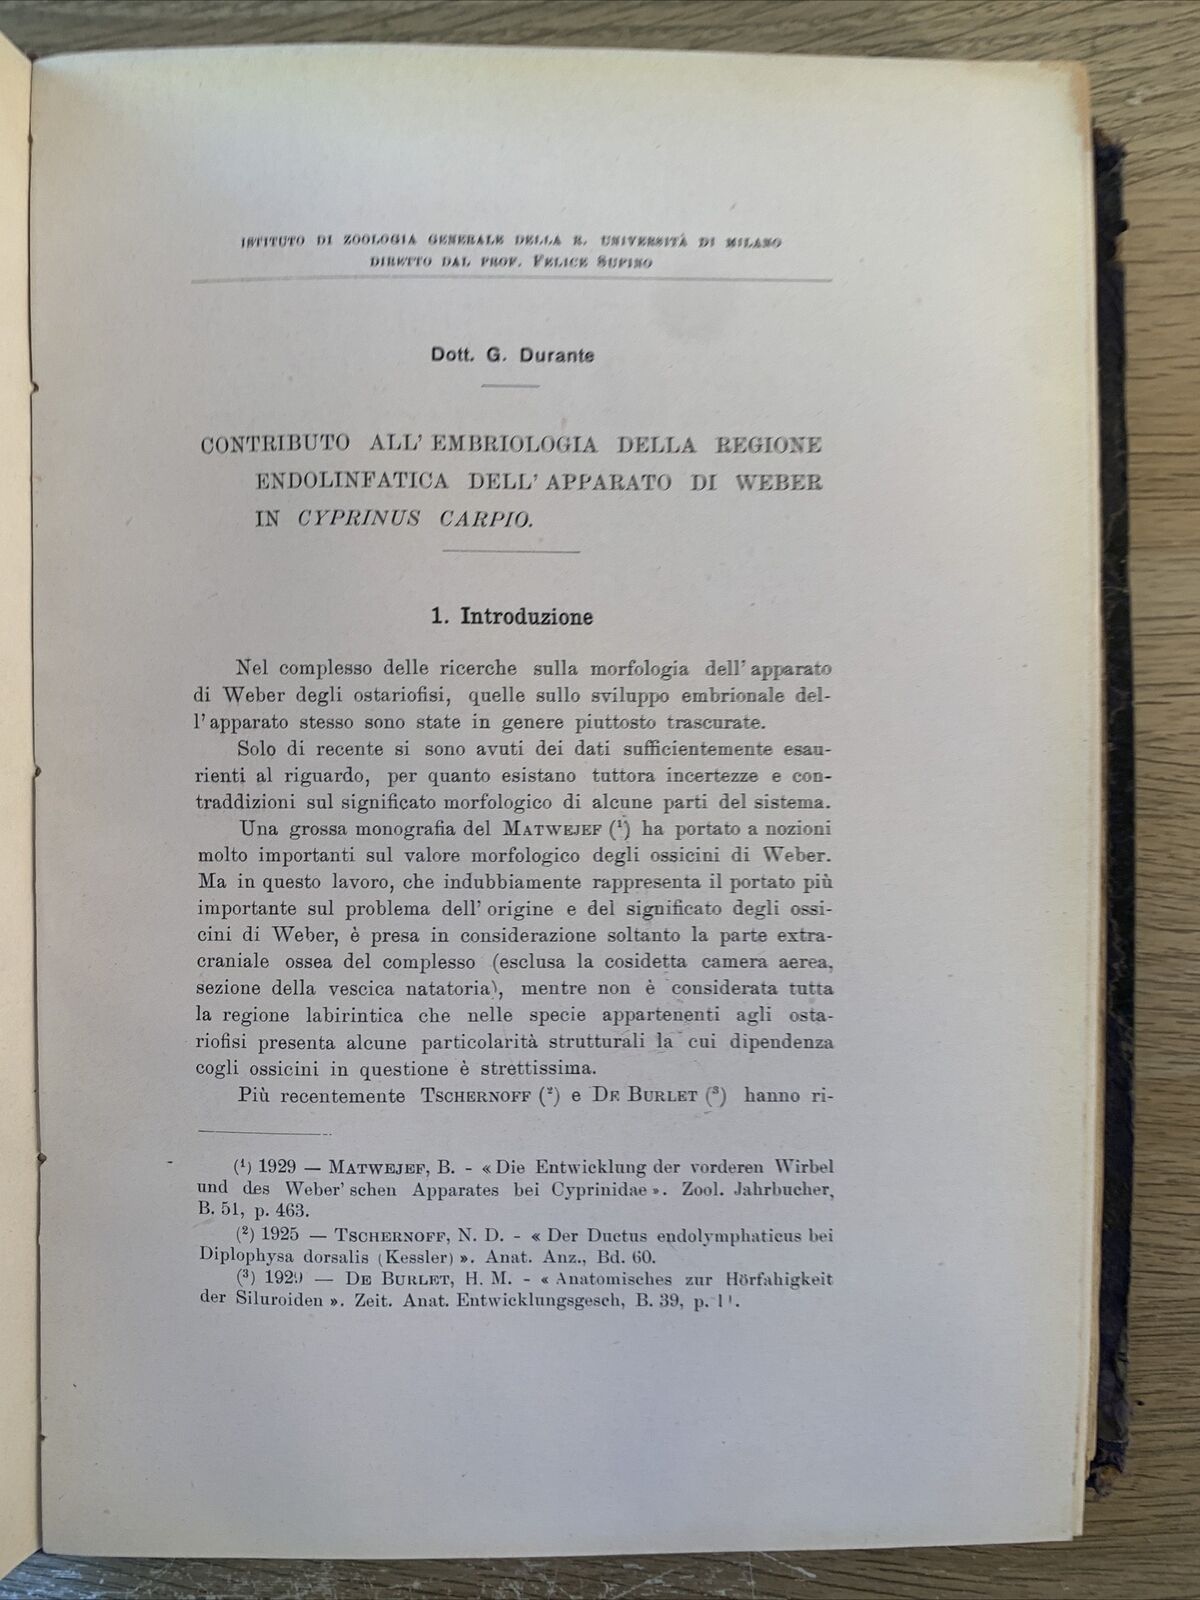 ISTITUTO DI ZOOLOGIA GENERALE DELLA R. UNIVERSITÀ DI MILANO
DIRETTO DAL PROF. FELICE SUPINO
Dott. G. Durante
CONTRIBUTO ALL' EMBRIOLOGIA DELLA REGIONE
ENDOLINFATICA DELL' APPARATO DI WEBER
IN CYPRINUS CARPIO.
1. Introduzione
Nel complesso delle ricerche sulla morfologia dell' apparato
di Weber degli ostariofisi, quelle sullo sviluppo embrionale del-
l' apparato stesso sono state in genere piuttosto trascurate.
Solo di recente si sono avuti dei dati sufficientemente esau-
rienti al riguardo, per quanto esistano tuttora incertezze e con-
traddizioni sul significato morfologico di alcune parti del sistema.
Una grossa monografia del MATWEJEF (¹) ha portato a nozioni
molto importanti sul valore morfologico degli ossicini di Weber.
Ma in questo lavoro, che indubbiamente rappresenta il portato più
importante sul problema dell' origine e del significato degli ossi-
cini di Weber, è presa in considerazione soltanto la parte extra-
craniale ossea del complesso (esclusa la cosidetta camera aerea,
sezione della vescica natatoria), mentre non è considerata tutta
la regione labirintica che nelle specie appartenenti agli osta-
riofisi presenta alcune particolarità strutturali la cui dipendenza
cogli ossicini in questione è strettissima.
Più recentemente TSCHERNOFF (²) e DE BURLET (³) hanno ri-
(¹) 1929 — MATWEJEF, B. - « Die Entwicklung der vorderen Wirbel
und des Weber' schen Apparates bei Cyprinidae ». Zool. Jahrbucher,
B. 51, p. 463.
(²) 1925 — TSCHERNOFF, N. D. - « Der Ductus endolymphaticus bei
Diplophysa dorsalis (Kessler) ». Anat. Anz., Bd. 60.
(³) 1929 — DE BURLET, H. M. - « Anatomisches zur Hörfahigkeit
der Siluroiden ». Zeit. Anat. Entwicklungsgesch, B. 39, p.